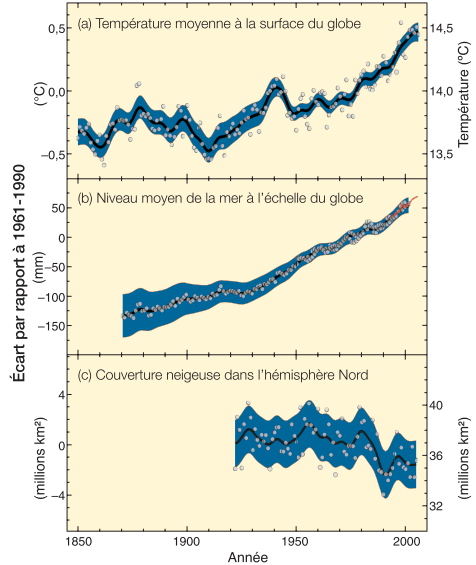 (a) Température moyenne à la surface du globe
0,5
0,0
−0,5
(°C)
14,5
14,0
13,5
Température (°C)
Écart par rapport à 1961-1990
(b) Niveau moyen de la mer à l'échelle du globe
50
0
−50
−100
−150
(mm)
(c) Couverture neigeuse dans l'hémisphère Nord
4
0
−4
(millions km²)
40
36
32
(millions km²)
1850 1900 1950 2000
Année